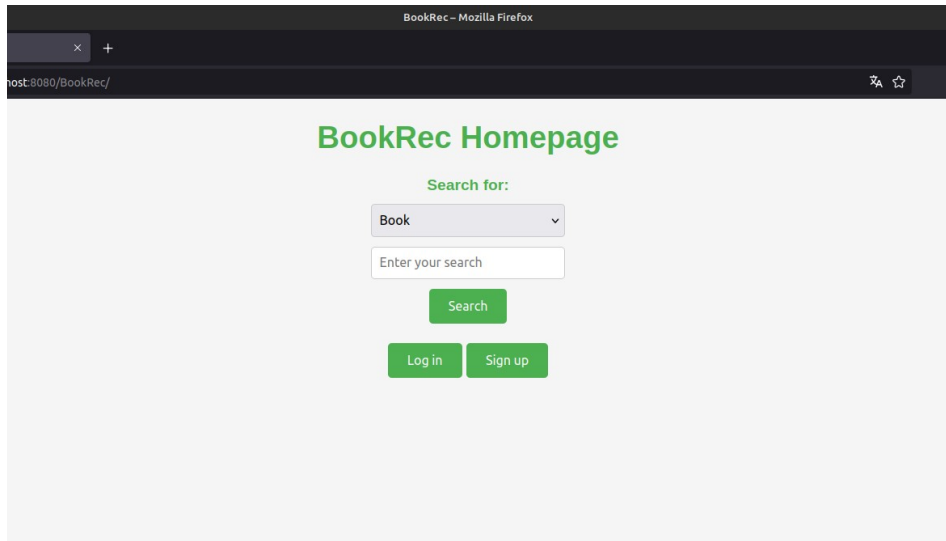 BookRec – Mozilla Firefox
host:8080/BookRec/
BookRec Homepage
Search for:
Book
Enter your search
Search
Log in Sign up